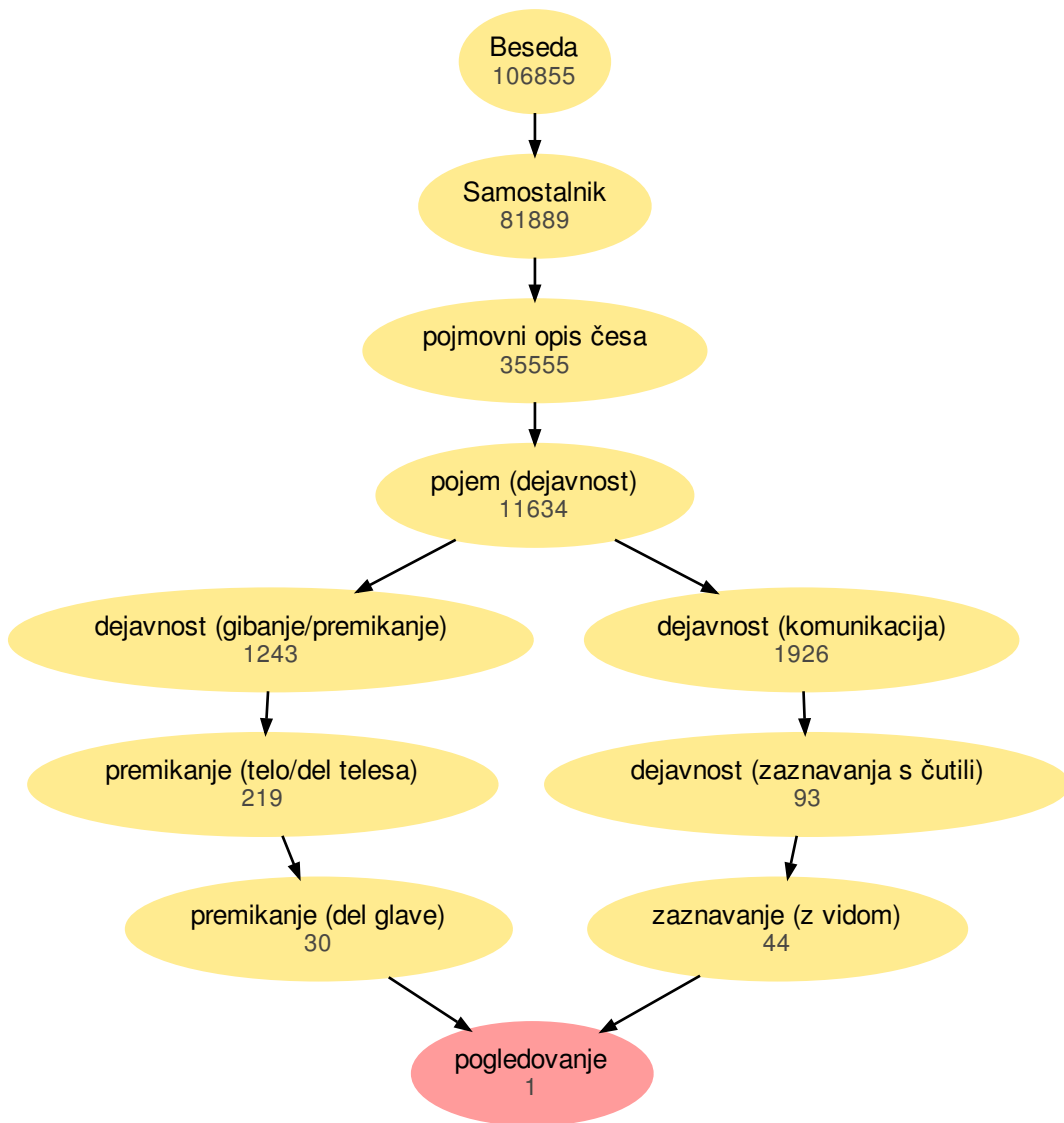 Beseda
106855
Samostalnik
81889
pojmovni opis česa
35555
pojem (dejavnost)
11634
dejavnost (gibanje/premikanje)
1243
dejavnost (komunikacija)
1926
premikanje (telo/del telesa)
219
dejavnost (zaznavanja s čutili)
93
premikanje (del glave)
30
zaznavanje (z vidom)
44
pogledovanje
1